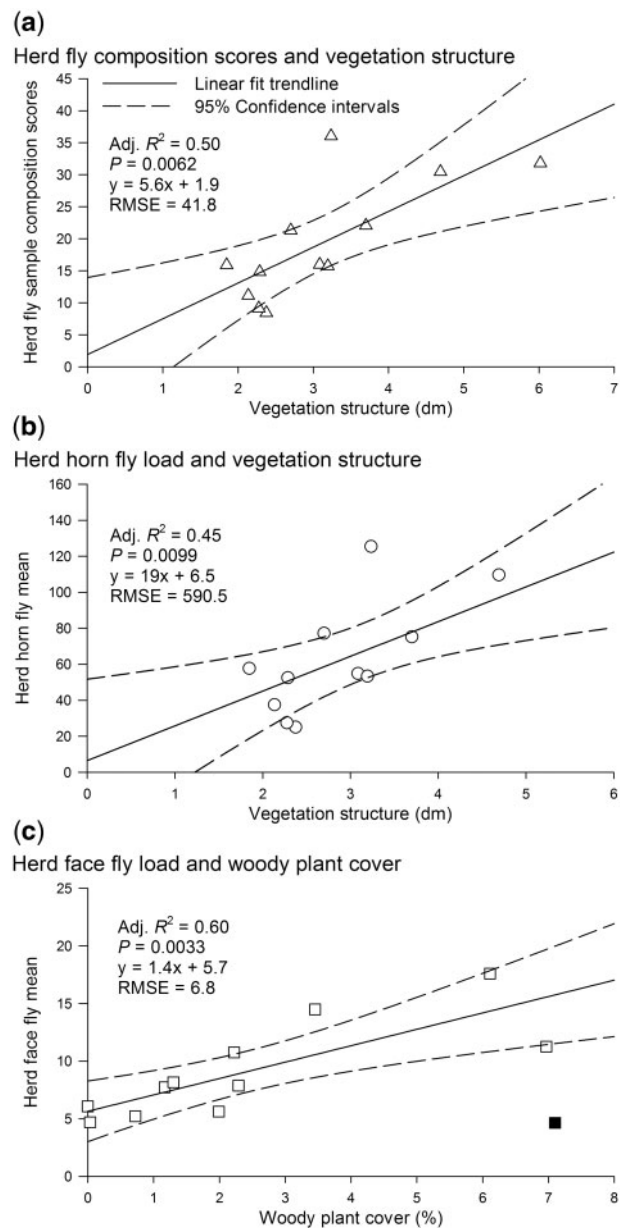 (a)
Herd fly composition scores and vegetation structure
45
40
35
30
25
20
15
10
5
0
Linear fit trendline
95% Confidence intervals
Adj. R² = 0.50
P = 0.0062
y = 5.6x + 1.9
RMSE = 41.8
Herd fly sample composition scores
0 1 2 3 4 5 6 7
Vegetation structure (dm)
(b)
Herd horn fly load and vegetation structure
160
140
120
100
80
60
40
20
0
Adj. R² = 0.45
P = 0.0099
y = 19x + 6.5
RMSE = 590.5
Herd horn fly mean
0 1 2 3 4 5 6
Vegetation structure (dm)
(c)
Herd face fly load and woody plant cover
25
20
15
10
5
0
Adj. R² = 0.60
P = 0.0033
y = 1.4x + 5.7
RMSE = 6.8
Herd face fly mean
0 1 2 3 4 5 6 7 8
Woody plant cover (%)